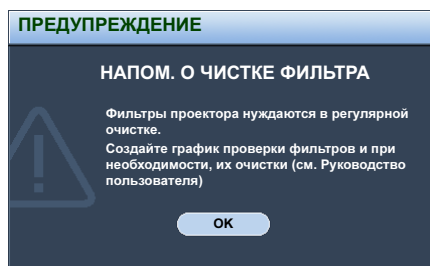 ПРЕДУПРЕЖДЕНИЕ
НАПОМ. О ЧИСТКЕ ФИЛЬТРА
Фильтры проектора нуждаются в регулярной
очистке.
Создайте график проверки фильтров и при
необходимости, их очистки (см. Руководство
пользователя)
OK